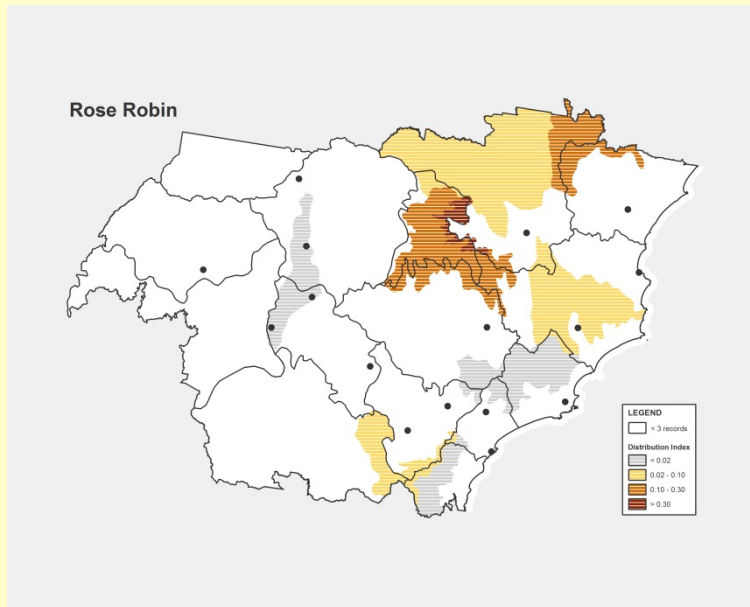 Rose Robin
LEGEND
< 3 records
Distribution Index
< 0.02
0.02 - 0.10
0.10 - 0.30
> 0.30